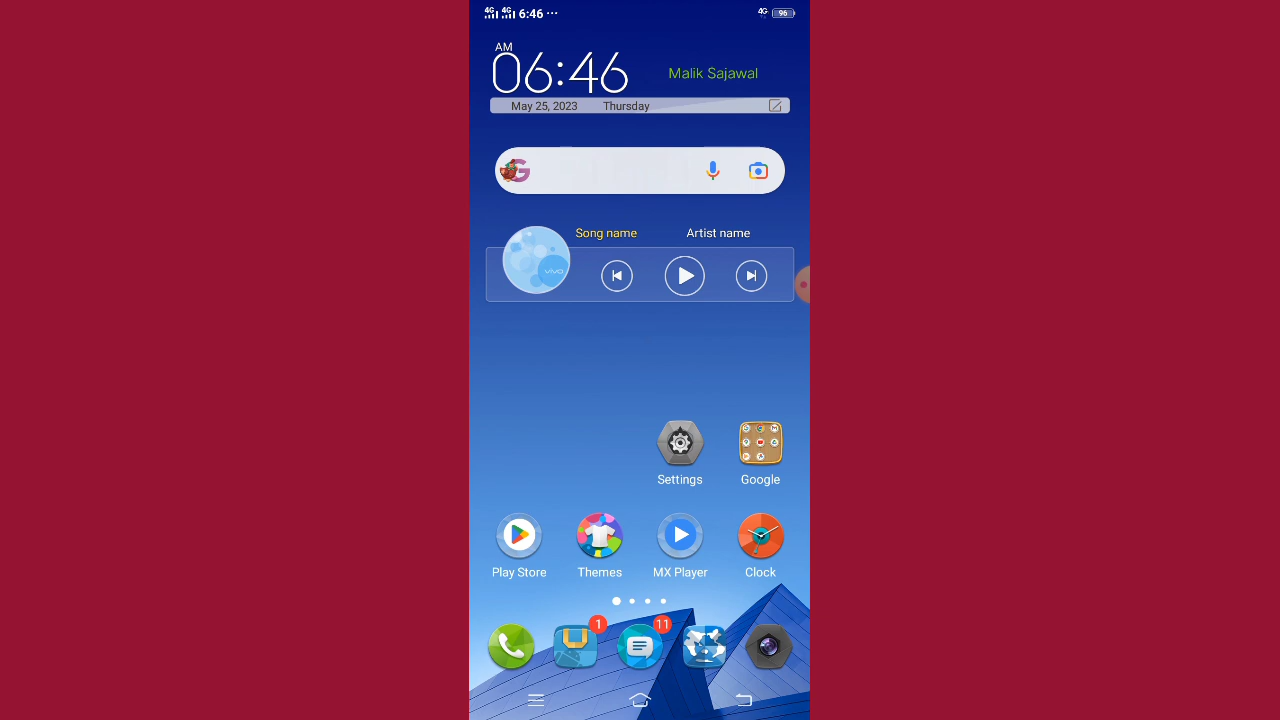 4G 4G 6:46 ... 4G 96
AM
06:46
Malik Sajawal
May 25, 2023 Thursday
G
Song name Artist name
vivo
Settings Google
Play Store Themes MX Player Clock
1 11